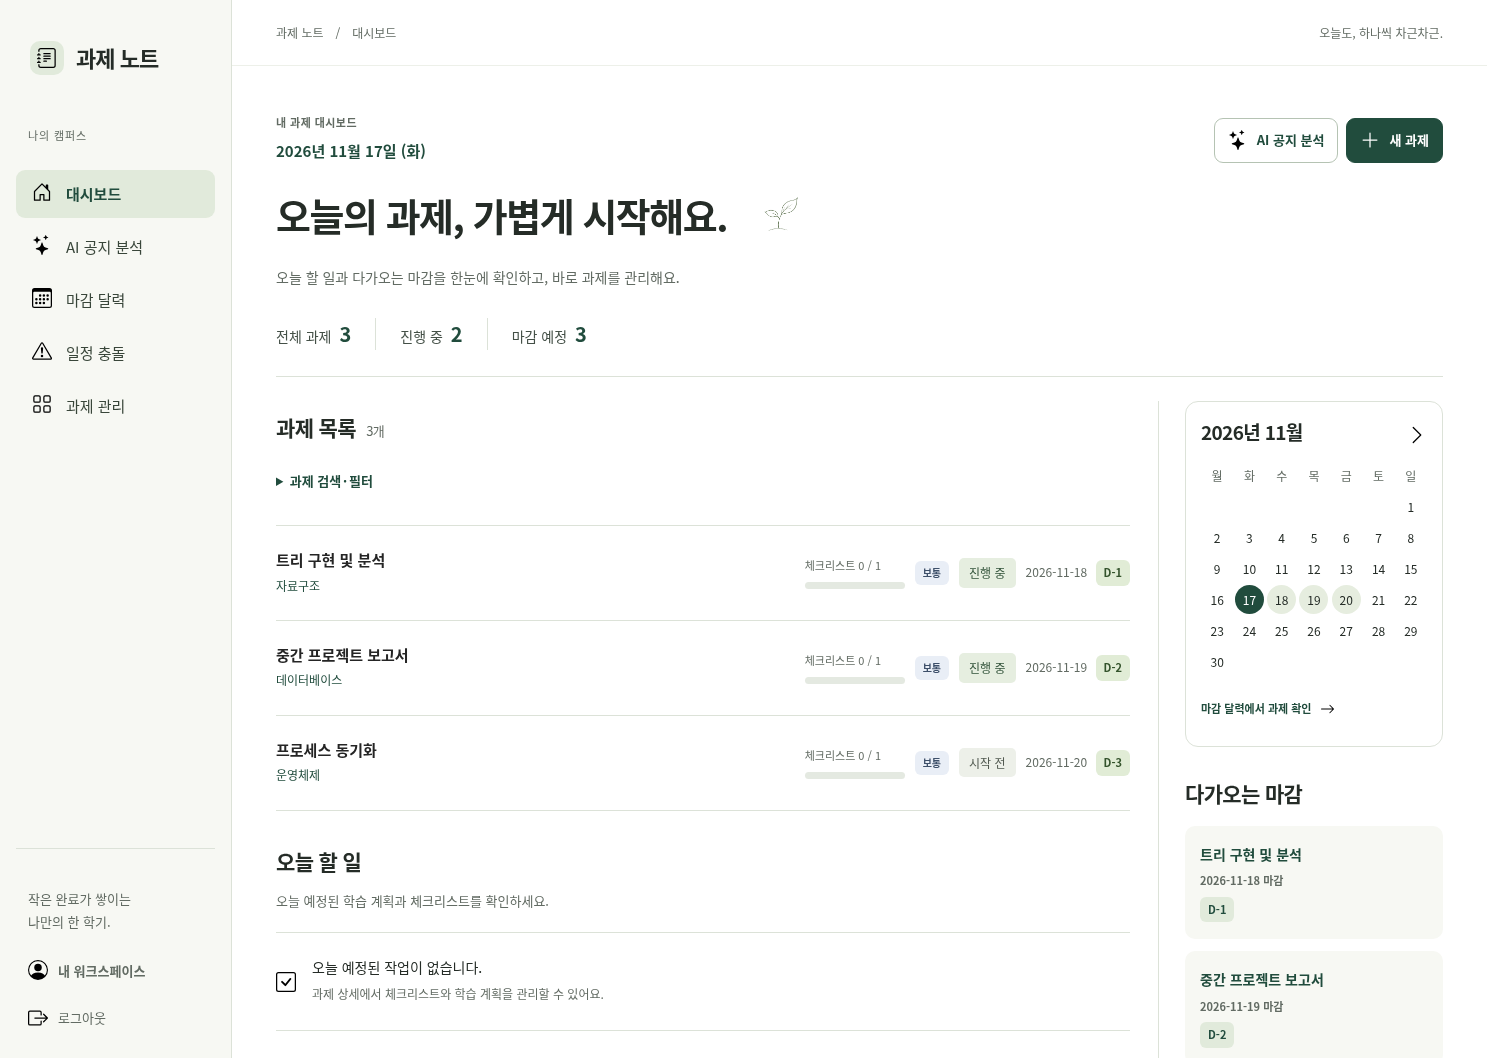 과제 노트
나의 캠퍼스
대시보드
AI 공지 분석
마감 달력
일정 충돌
과제 관리
작은 완료가 쌓이는
나만의 한 학기.
내 워크스페이스
로그아웃
과제 노트 / 대시보드
오늘도, 하나씩 차근차근.
내 과제 대시보드
2026년 11월 17일 (화)
AI 공지 분석
새 과제
오늘의 과제, 가볍게 시작해요.
오늘 할 일과 다가오는 마감을 한눈에 확인하고, 바로 과제를 관리해요.
전체 과제 3 진행 중 2 마감 예정 3
과제 목록 3개
과제 검색·필터
트리 구현 및 분석
자료구조
체크리스트 0 / 1 보통 진행 중 2026-11-18 D-1
중간 프로젝트 보고서
데이터베이스
체크리스트 0 / 1 보통 진행 중 2026-11-19 D-2
프로세스 동기화
운영체제
체크리스트 0 / 1 보통 시작 전 2026-11-20 D-3
오늘 할 일
오늘 예정된 학습 계획과 체크리스트를 확인하세요.
오늘 예정된 작업이 없습니다.
과제 상세에서 체크리스트와 학습 계획을 관리할 수 있어요.
2026년 11월
월 화 수 목 금 토 일
1
2 3 4 5 6 7 8
9 10 11 12 13 14 15
16 17 18 19 20 21 22
23 24 25 26 27 28 29
30
마감 달력에서 과제 확인
다가오는 마감
트리 구현 및 분석
2026-11-18 마감
D-1
중간 프로젝트 보고서
2026-11-19 마감
D-2